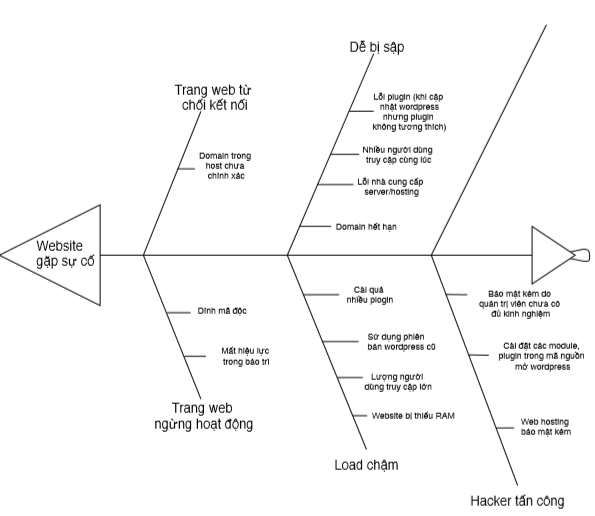 Dễ bị sập
Lỗi plugin (khi cập
nhật wordpress
nhưng plugin
không tương thích)
Nhiều người dùng
truy cập cùng lúc
Lỗi nhà cung cấp
server/hosting
Domain hết hạn
Trang web từ
chối kết nối
Domain trong
host chưa
chính xác
Website
gặp sự cố
Dính mã độc
Mất hiệu lực
trong bảo trì
Trang web
ngừng hoạt động
Cài quá
nhiều plogin
Sử dụng phiên
bản wordpress cũ
Lượng người
dùng truy cập lớn
Website bị thiếu RAM
Load chậm
Bảo mật kém do
quản trị viên chưa có
đủ kinh nghiệm
Cài đặt các module,
plugin trong mã nguồn
mở wordpress
Web hosting
bảo mật kém
Hacker tấn công